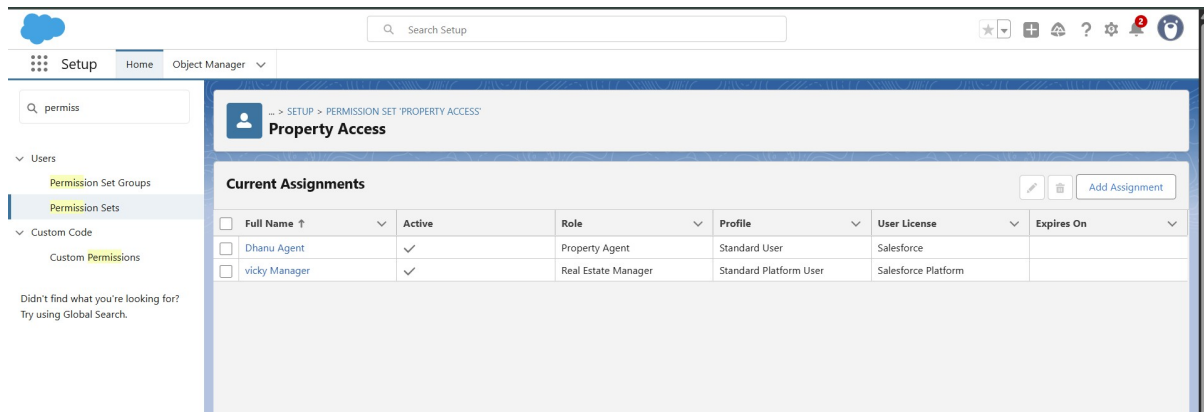 Search Setup
2
Setup
Home
Object Manager
permiss
Users
Permission Set Groups
Permission Sets
Custom Code
Custom Permissions
Didn't find what you're looking for?
Try using Global Search.
... > SETUP > PERMISSION SET 'PROPERTY ACCESS'
Property Access
Current Assignments
Add Assignment
Full Name ↑ Active Role Profile User License Expires On
Dhanu Agent Property Agent Standard User Salesforce
vicky Manager Real Estate Manager Standard Platform User Salesforce Platform